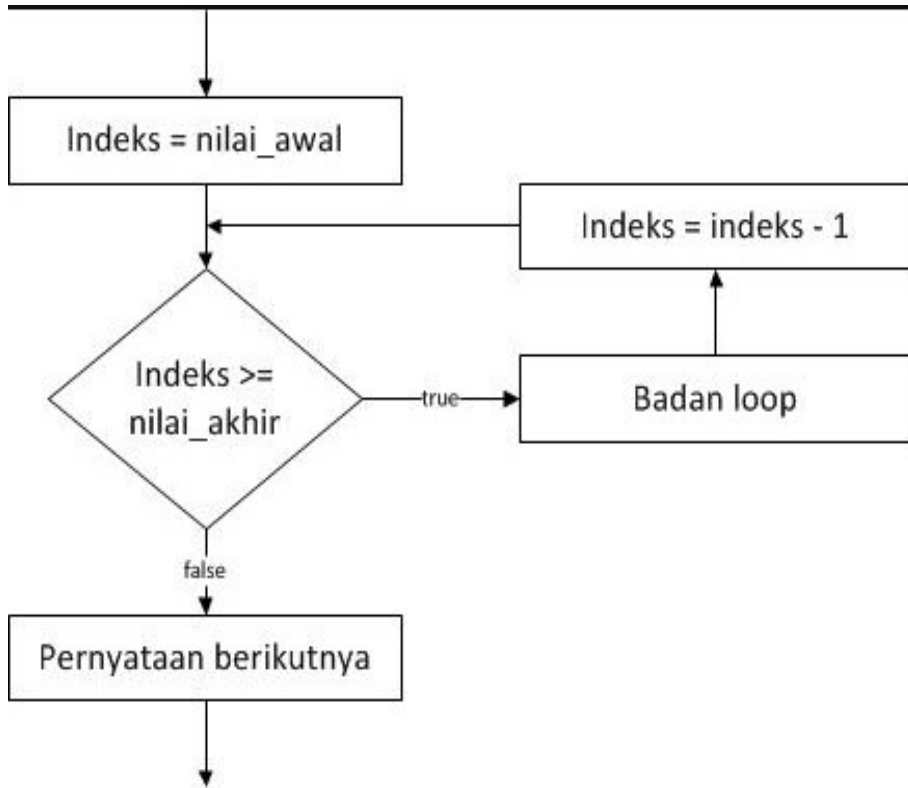 Indeks = nilai_awal
Indeks = indeks - 1
Indeks >=
nilai_akhir
true
Badan loop
false
Pernyataan berikutnya